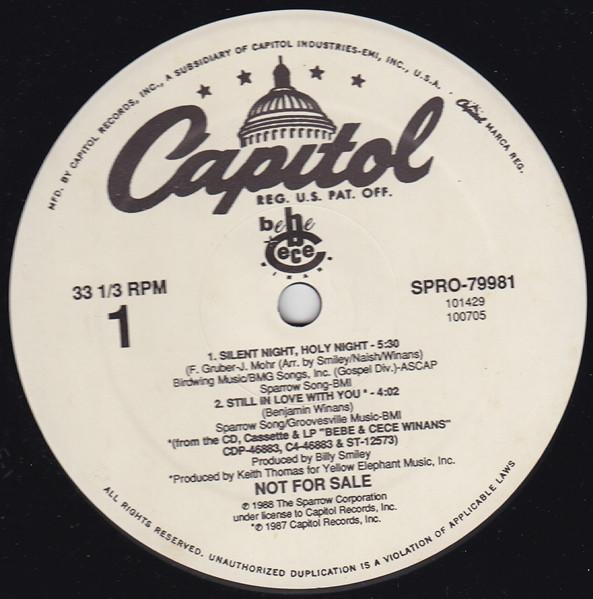 MFD. BY CAPITOL RECORDS, INC., A SUBSIDIARY OF CAPITOL INDUSTRIES-EMI, INC., U.S.A. • Capitol MARCA REG.
Capitol
REG. U.S. PAT. OFF.
bebe
cece
WINANS
33 1/3 RPM
1
SPRO-79981
101429
100705
1. SILENT NIGHT, HOLY NIGHT - 5:30
(F. Gruber-J. Mohr (Arr. by Smiley/Naish/Winans)
Birdwing Music/BMG Songs, Inc. (Gospel Div.)-ASCAP
Sparrow Song-BMI
2. STILL IN LOVE WITH YOU * - 4:02
(Benjamin Winans)
Sparrow Song/Groovesville Music-BMI
*(from the CD, Cassette & LP "BEBE & CECE WINANS"
CDP-46883, C4-46883 & ST-12573)
Produced by Billy Smiley
*Produced by Keith Thomas for Yellow Elephant Music, Inc.
NOT FOR SALE
℗ 1988 The Sparrow Corporation
under license to Capitol Records, Inc.
*℗ 1987 Capitol Records, Inc.
ALL RIGHTS RESERVED. UNAUTHORIZED DUPLICATION IS A VIOLATION OF APPLICABLE LAWS